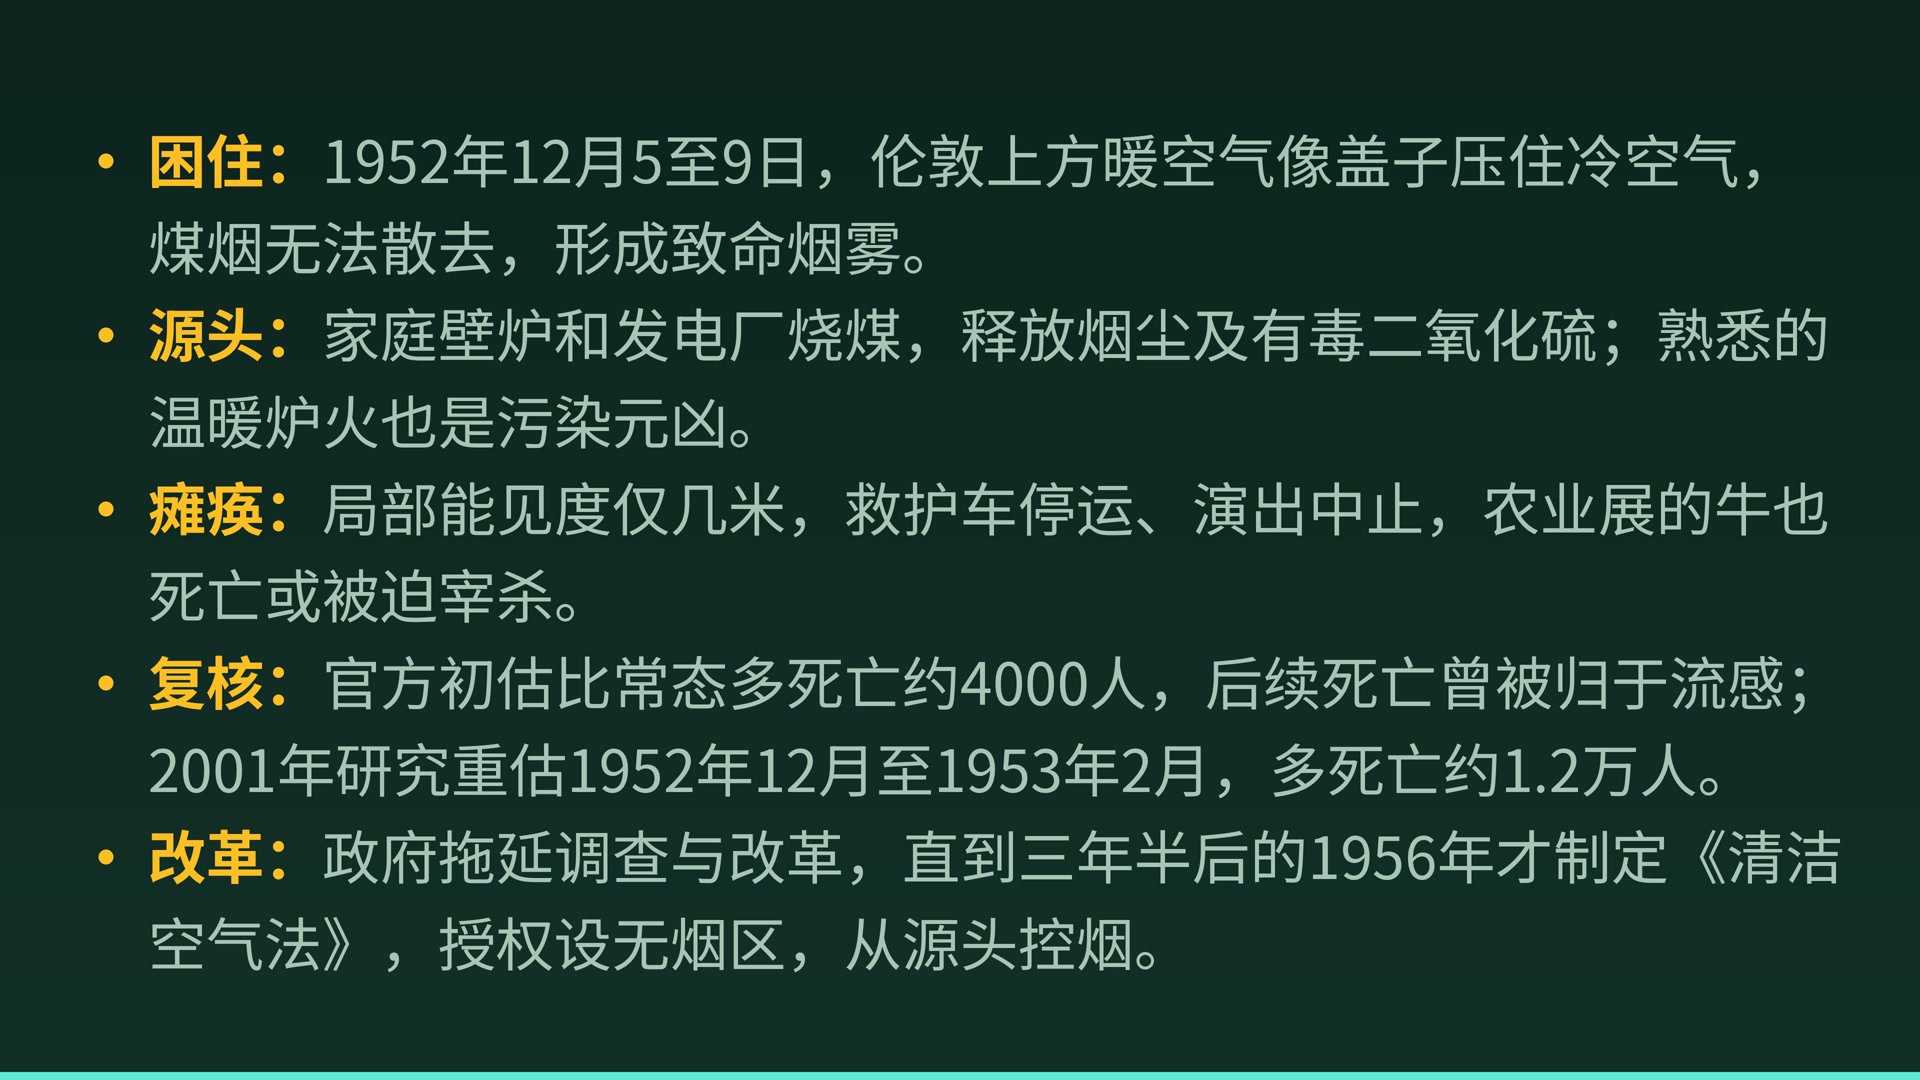 • 困住：1952年12月5至9日，伦敦上方暖空气像盖子压住冷空气，
煤烟无法散去，形成致命烟雾。
• 源头：家庭壁炉和发电厂烧煤，释放烟尘及有毒二氧化硫；熟悉的
温暖炉火也是污染元凶。
• 瘫痪：局部能见度仅几米，救护车停运、演出中止，农业展的牛也
死亡或被迫宰杀。
• 复核：官方初估比常态多死亡约4000人，后续死亡曾被归于流感；
2001年研究重估1952年12月至1953年2月，多死亡约1.2万人。
• 改革：政府拖延调查与改革，直到三年半后的1956年才制定《清洁
空气法》，授权设无烟区，从源头控烟。